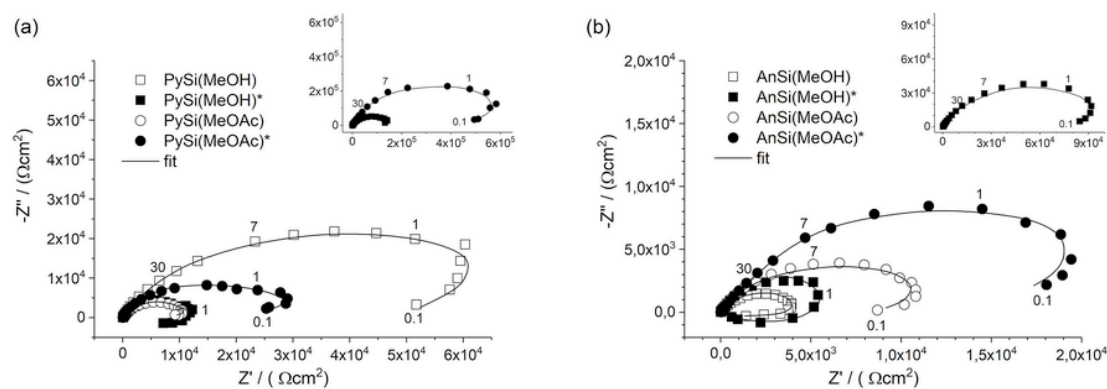 (a)
-Z'' / (Ωcm²)
6x10⁴
5x10⁴
4x10⁴
3x10⁴
2x10⁴
1x10⁴
0
PySi(MeOH)
PySi(MeOH)*
PySi(MeOAc)
PySi(MeOAc)*
fit
6x10⁵
4x10⁵
2x10⁵
0
30
7
1
0.1
0 2x10⁵ 4x10⁵ 6x10⁵
30
7
1
1
1
0.1
0.1
0 1x10⁴ 2x10⁴ 3x10⁴ 4x10⁴ 5x10⁴ 6x10⁴
Z' / ( Ωcm²)
(b)
-Z'' / (Ωcm²)
2,0x10⁴
1,5x10⁴
1,0x10⁴
5,0x10³
0,0
AnSi(MeOH)
AnSi(MeOH)*
AnSi(MeOAc)
AnSi(MeOAc)*
fit
9x10⁴
6x10⁴
3x10⁴
0
30
7
1
0.1
0 3x10⁴ 6x10⁴ 9x10⁴
30
7
7
1
1
1
0.1
0.1
0,0 5,0x10³ 1,0x10⁴ 1,5x10⁴ 2,0x10⁴
Z' / ( Ωcm²)